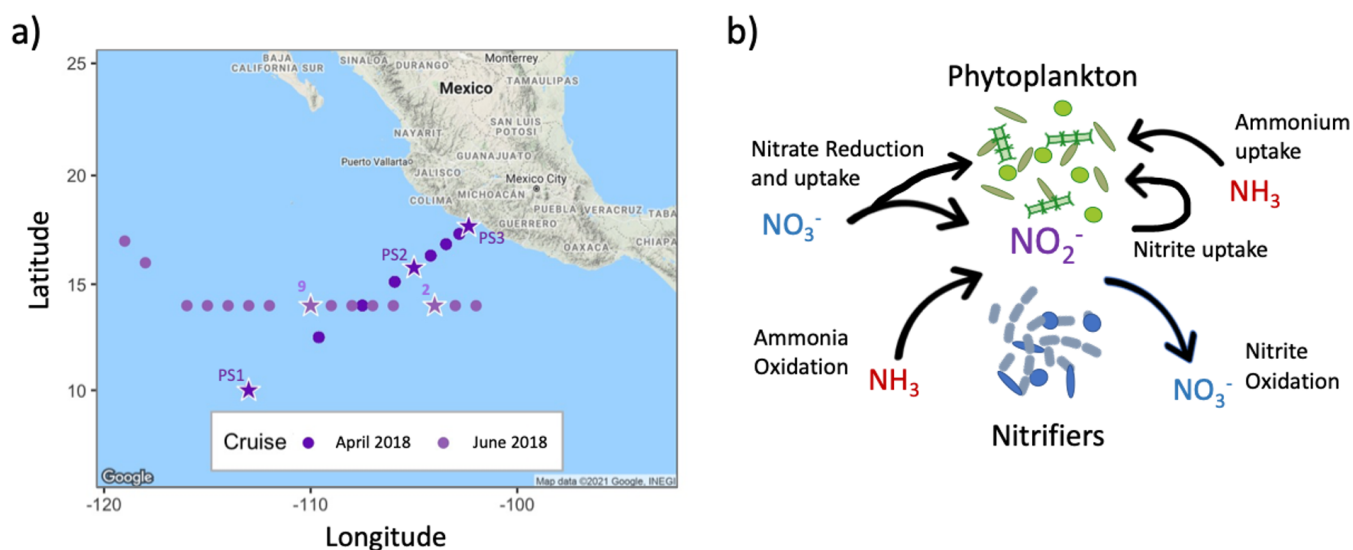 a)
25
20
15
10
Latitude
-120
-110
-100
Longitude
BAJA
CALIFORNIA SUR
SINALOA
DURANGO
Monterrey
TAMAULIPAS
Mexico
SAN LUIS
POTOSI
NAYARIT
Puerto Vallarta
GUANAJUATO
JALISCO
Mexico City
COLIMA
MICHOACÁN
PUEBLA
VERACRUZ
TABA
GUERRERO
OAXACA
CHIAPA
PS3
PS2
9
2
PS1
Cruise
April 2018
June 2018
Google
Map data ©2021 Google, INEGI
b)
Phytoplankton
Nitrate Reduction
and uptake
NO₃⁻
Ammonium
uptake
NH₃
NO₂⁻
Nitrite uptake
Ammonia
Oxidation
NH₃
Nitrite
Oxidation
NO₃⁻
Nitrifiers